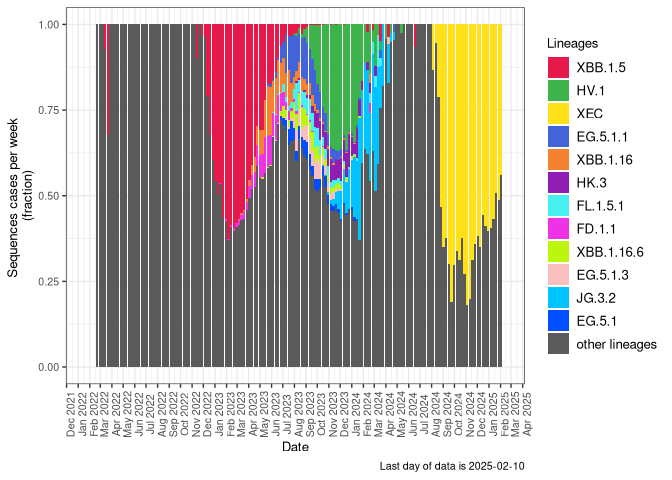 1.00
0.75
0.50
0.25
0.00
Sequences cases per week
(fraction)
Dec 2021
Jan 2022
Feb 2022
Mar 2022
Apr 2022
May 2022
Jun 2022
Jul 2022
Aug 2022
Sep 2022
Oct 2022
Nov 2022
Dec 2022
Jan 2023
Feb 2023
Mar 2023
Apr 2023
May 2023
Jun 2023
Jul 2023
Aug 2023
Sep 2023
Oct 2023
Nov 2023
Dec 2023
Jan 2024
Feb 2024
Mar 2024
Apr 2024
May 2024
Jun 2024
Jul 2024
Aug 2024
Sep 2024
Oct 2024
Nov 2024
Dec 2024
Jan 2025
Feb 2025
Mar 2025
Apr 2025
Date
Lineages
XBB.1.5
HV.1
XEC
EG.5.1.1
XBB.1.16
HK.3
FL.1.5.1
FD.1.1
XBB.1.16.6
EG.5.1.3
JG.3.2
EG.5.1
other lineages
Last day of data is 2025-02-10